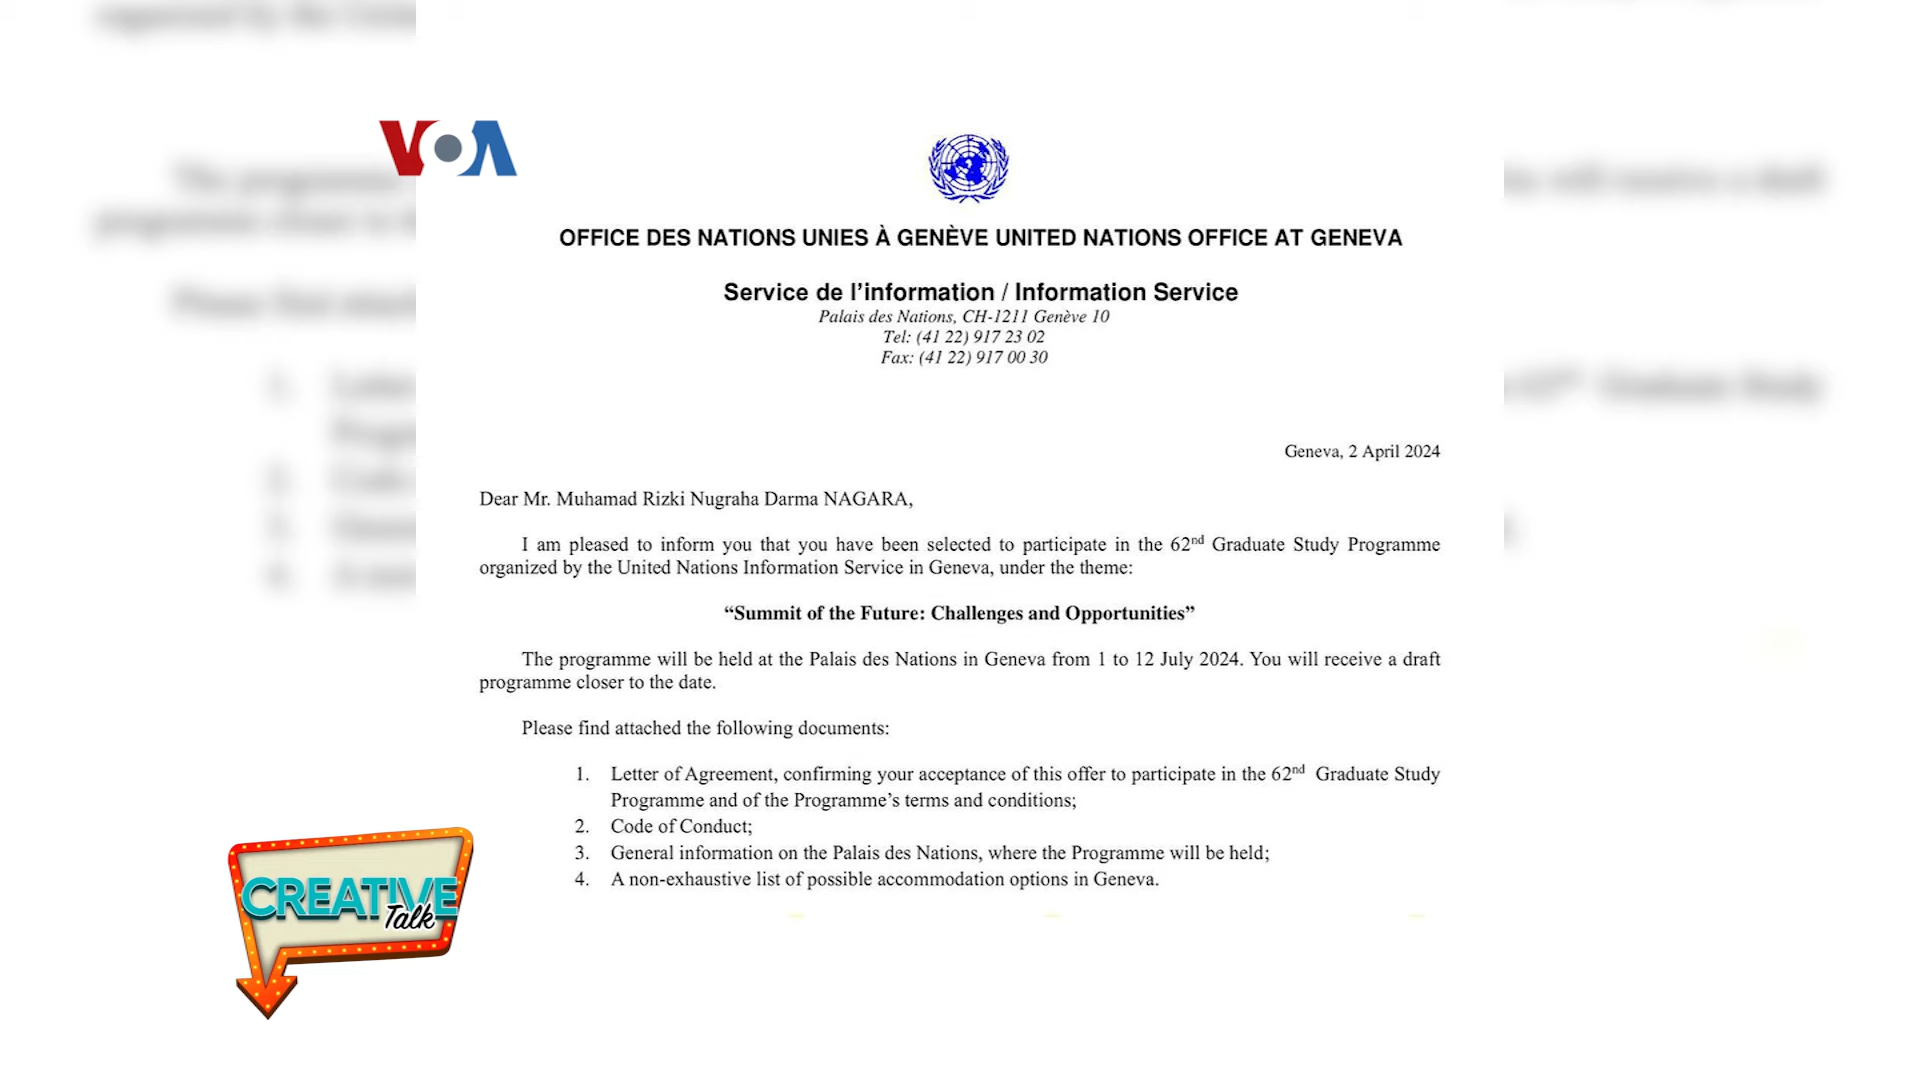 VOA
OFFICE DES NATIONS UNIES À GENÈVE UNITED NATIONS OFFICE AT GENEVA
Service de l’information / Information Service
Palais des Nations, CH-1211 Genève 10
Tel: (41 22) 917 23 02
Fax: (41 22) 917 00 30
Geneva, 2 April 2024
Dear Mr. Muhamad Rizki Nugraha Darma NAGARA,
I am pleased to inform you that you have been selected to participate in the 62nd Graduate Study Programme
organized by the United Nations Information Service in Geneva, under the theme:
“Summit of the Future: Challenges and Opportunities”
The programme will be held at the Palais des Nations in Geneva from 1 to 12 July 2024. You will receive a draft
programme closer to the date.
Please find attached the following documents:
1. Letter of Agreement, confirming your acceptance of this offer to participate in the 62nd Graduate Study
Programme and of the Programme’s terms and conditions;
2. Code of Conduct;
3. General information on the Palais des Nations, where the Programme will be held;
4. A non-exhaustive list of possible accommodation options in Geneva.
CREATIVE
Talk